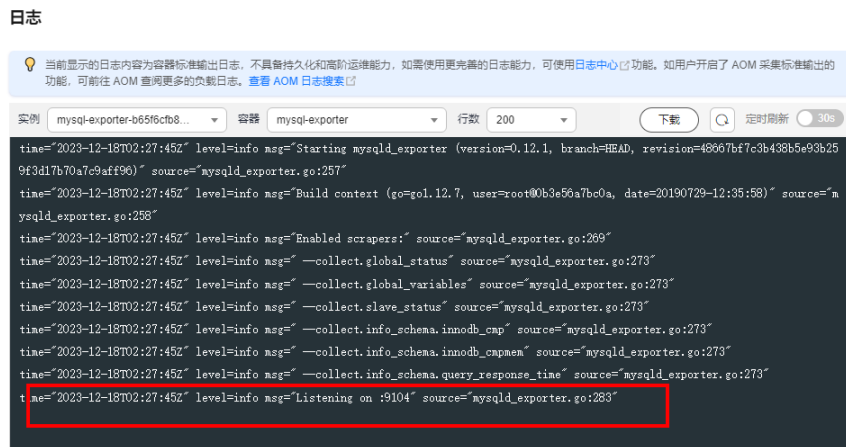 日志
当前显示的日志内容为容器标准输出日志，不具备持久化和高阶运维能力，如需使用更完善的日志能力，可使用日志中心功能。如用户开启了 AOM 采集标准输出的
功能，可前往 AOM 查阅更多的负载日志。查看 AOM 日志搜索
实例 mysql-exporter-b65f6cfb8... 容器 mysql-exporter 行数 200 下载 定时刷新 30s
time="2023-12-18T02:27:45Z" level=info msg="Starting mysqld_exporter (version=0.12.1, branch=HEAD, revision=48667bf7c3b438b5e93b25
9f3d17b70a7c9aff96)" source="mysqld_exporter.go:257"
time="2023-12-18T02:27:45Z" level=info msg="Build context (go=go1.12.7, user=root@0b3e56a7bc0a, date=20190729-12:35:58)" source="m
ysqld_exporter.go:258"
time="2023-12-18T02:27:45Z" level=info msg="Enabled scrapers:" source="mysqld_exporter.go:269"
time="2023-12-18T02:27:45Z" level=info msg=" --collect.global_status" source="mysqld_exporter.go:273"
time="2023-12-18T02:27:45Z" level=info msg=" --collect.global_variables" source="mysqld_exporter.go:273"
time="2023-12-18T02:27:45Z" level=info msg=" --collect.slave_status" source="mysqld_exporter.go:273"
time="2023-12-18T02:27:45Z" level=info msg=" --collect.info_schema.innodb_cmp" source="mysqld_exporter.go:273"
time="2023-12-18T02:27:45Z" level=info msg=" --collect.info_schema.innodb_cmpmem" source="mysqld_exporter.go:273"
time="2023-12-18T02:27:45Z" level=info msg=" --collect.info_schema.query_response_time" source="mysqld_exporter.go:273"
time="2023-12-18T02:27:45Z" level=info msg="Listening on :9104" source="mysqld_exporter.go:283"